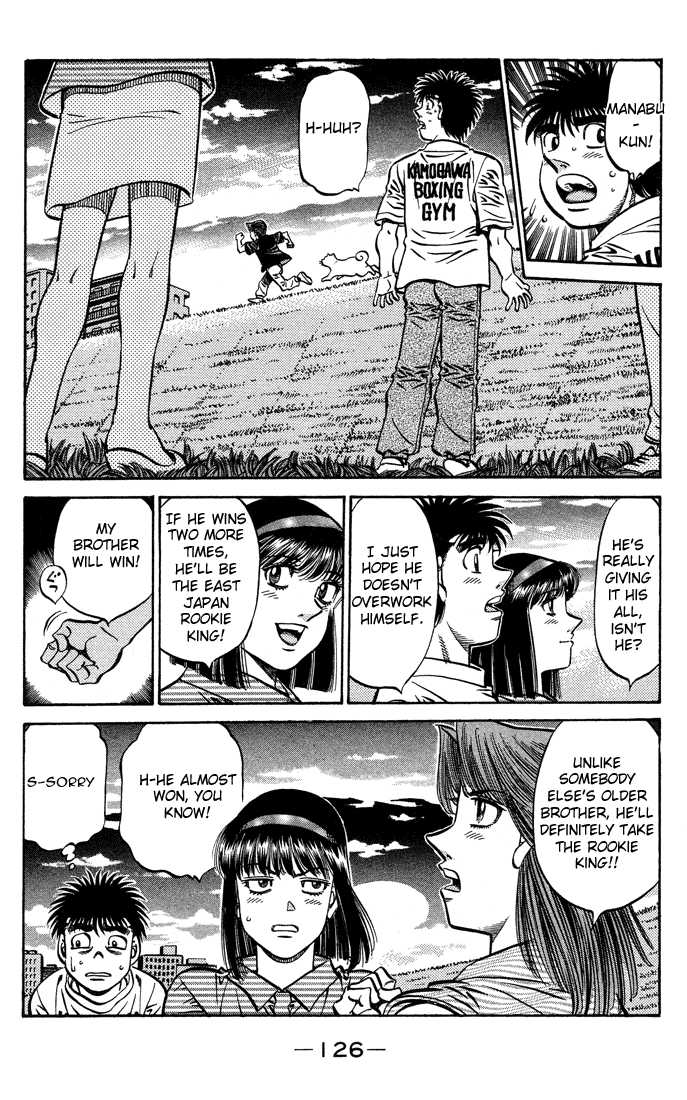 MANABU
-
KUN!
H-HUH?
KAMOGAWA
BOXING
GYM
HE'S
REALLY
GIVING
IT HIS
ALL,
ISN'T
HE?
I JUST
HOPE HE
DOESN'T
OVERWORK
HIMSELF.
IF HE WINS
TWO MORE
TIMES,
HE'LL BE
THE EAST
JAPAN
ROOKIE
KING!
MY
BROTHER
WILL WIN!
ぐっ
UNLIKE
SOMEBODY
ELSE'S OLDER
BROTHER, HE'LL
DEFINITELY TAKE
THE ROOKIE
KING!!
H-HE ALMOST
WON, YOU
KNOW!
S-SORRY
—126—